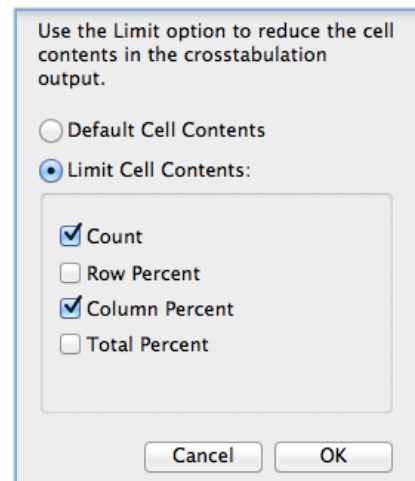 Use the Limit option to reduce the cell
contents in the crosstabulation
output.
Default Cell Contents
Limit Cell Contents:
Count
Row Percent
Column Percent
Total Percent
Cancel OK